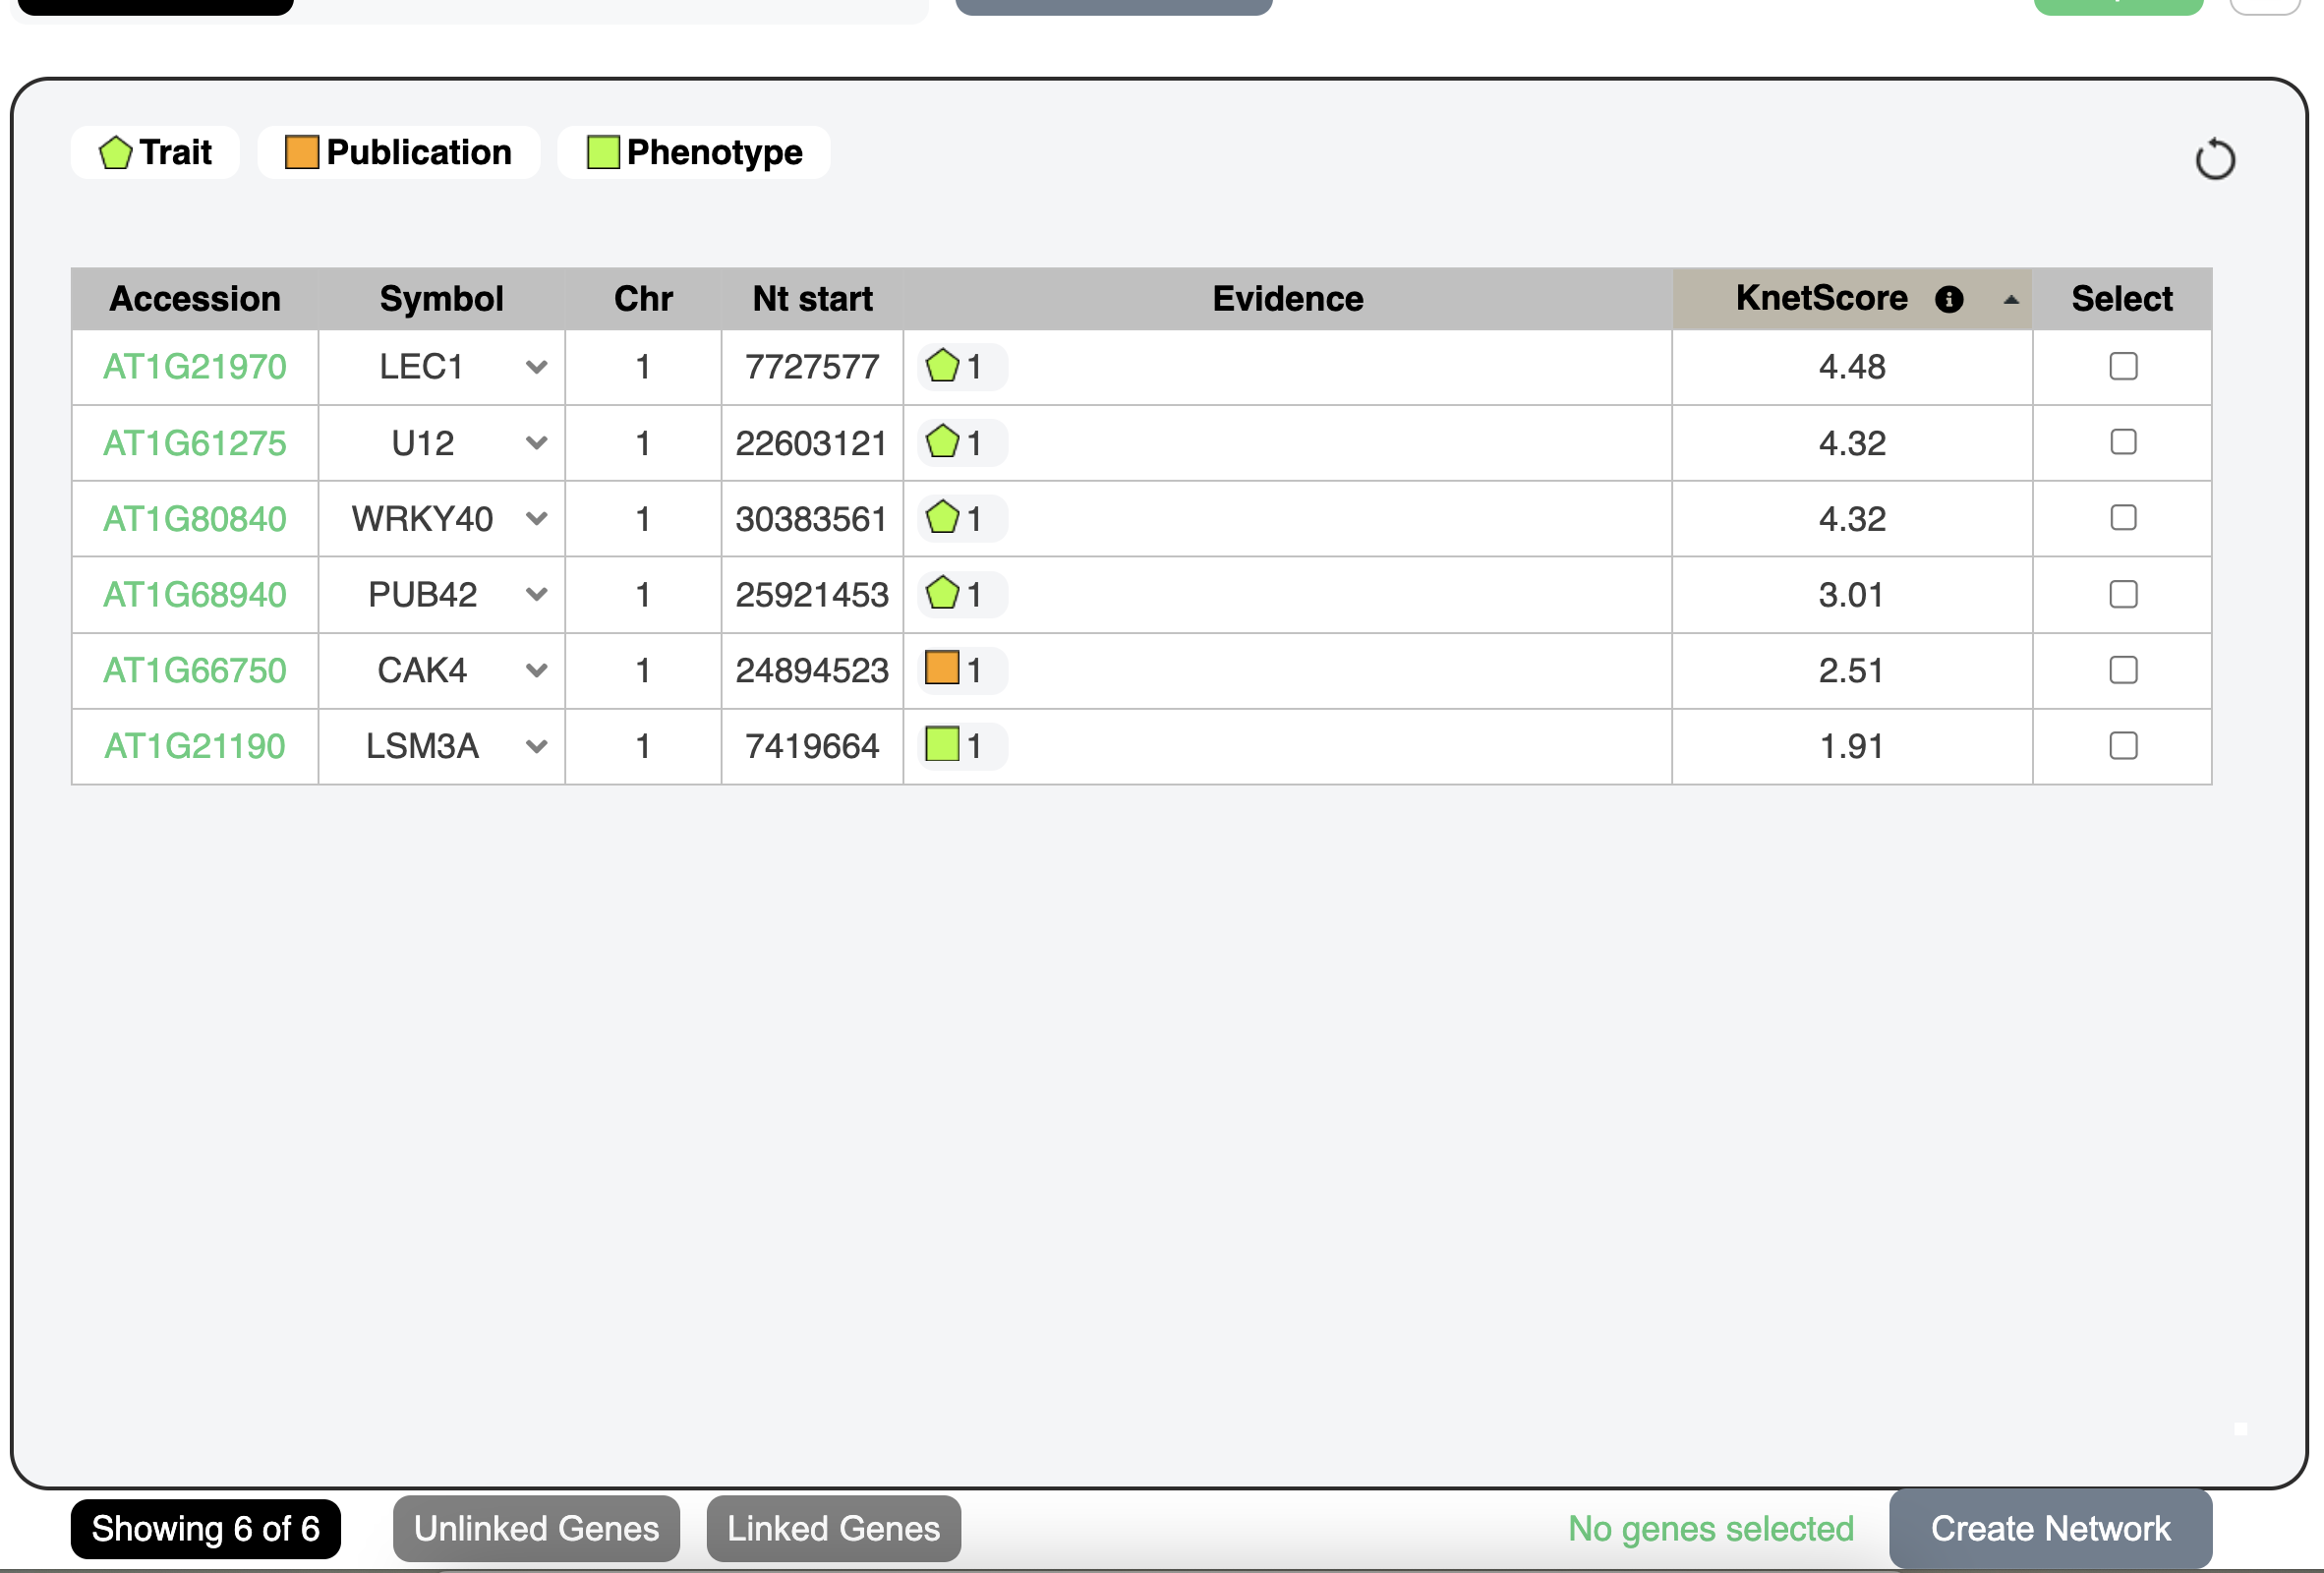 Trait Publication Phenotype
Accession Symbol Chr Nt start Evidence KnetScore Select
AT1G21970 LEC1 1 7727577 1 4.48
AT1G61275 U12 1 22603121 1 4.32
AT1G80840 WRKY40 1 30383561 1 4.32
AT1G68940 PUB42 1 25921453 1 3.01
AT1G66750 CAK4 1 24894523 1 2.51
AT1G21190 LSM3A 1 7419664 1 1.91
Showing 6 of 6 Unlinked Genes Linked Genes No genes selected Create Network